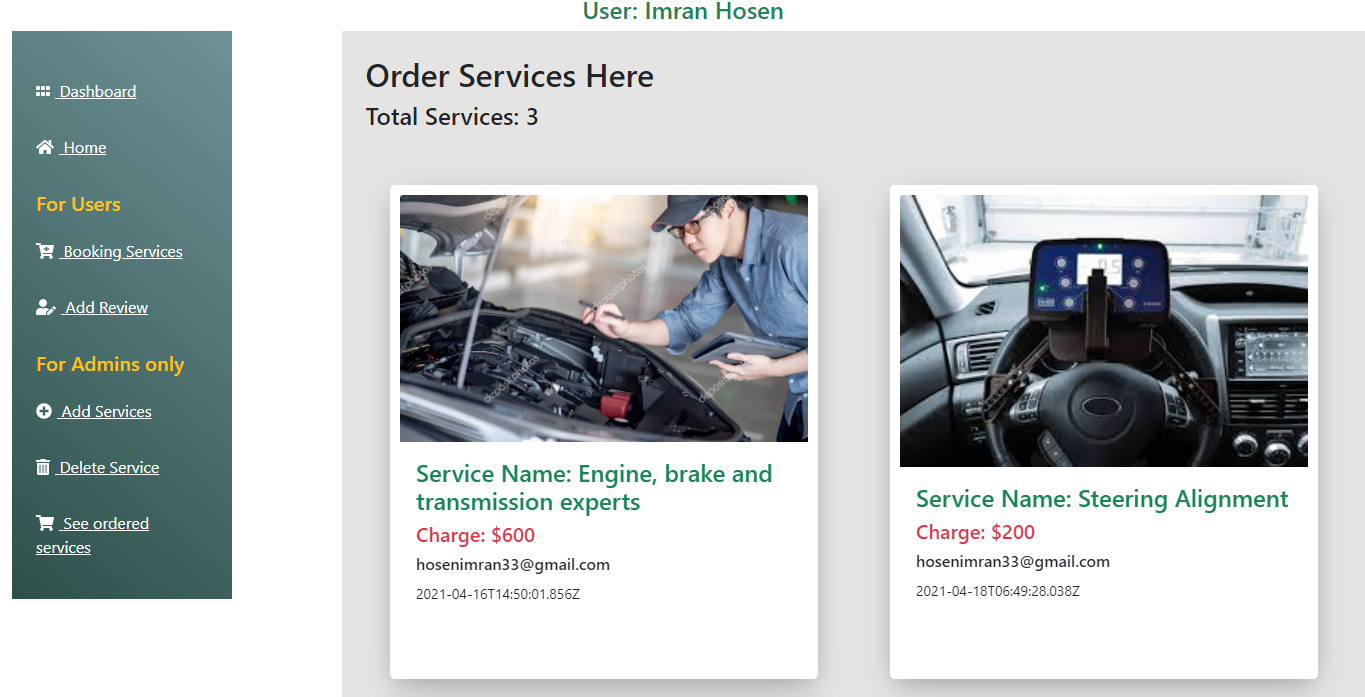 User: Imran Hosen
Dashboard
Home
For Users
Booking Services
Add Review
For Admins only
Add Services
Delete Service
See ordered
services
Order Services Here
Total Services: 3
depositphotos
depositphotos
depositphotos
Service Name: Engine, brake and
transmission experts
Charge: $600
hosenimran33@gmail.com
2021-04-16T14:50:01.856Z
Service Name: Steering Alignment
Charge: $200
hosenimran33@gmail.com
2021-04-18T06:49:28.038Z